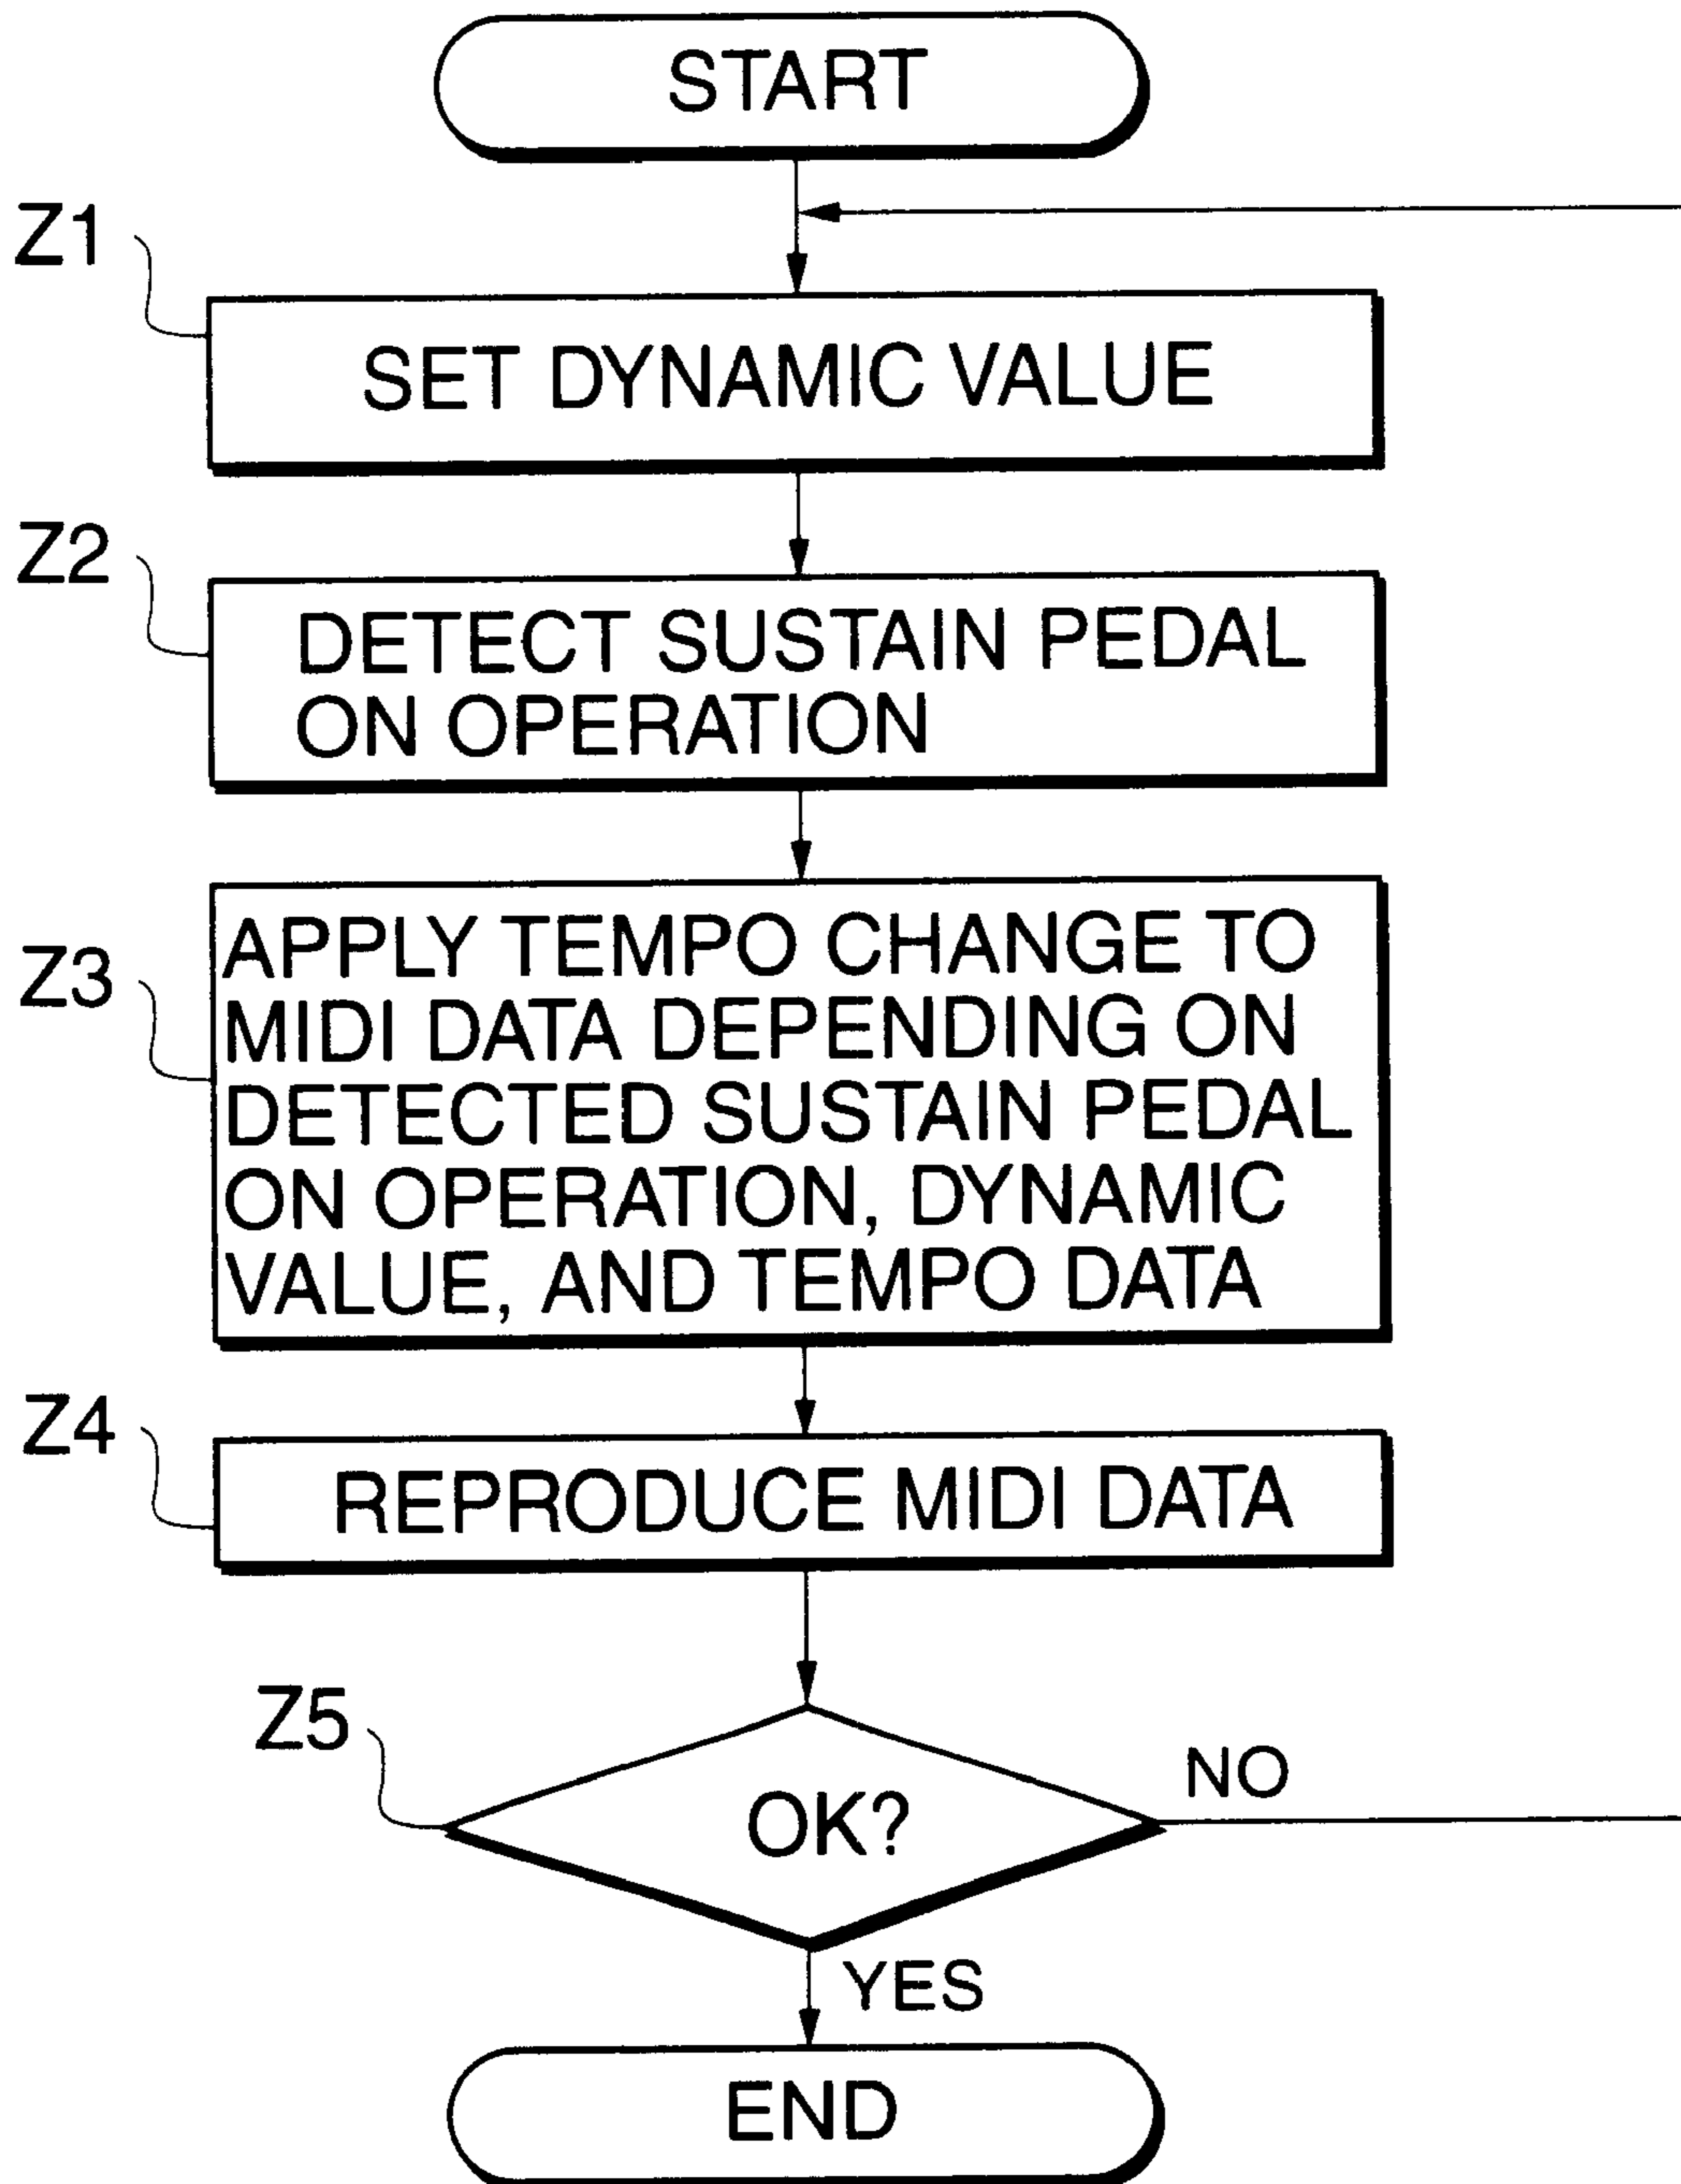 START
Z1
SET DYNAMIC VALUE
Z2
DETECT SUSTAIN PEDAL
ON OPERATION
Z3
APPLY TEMPO CHANGE TO
MIDI DATA DEPENDING ON
DETECTED SUSTAIN PEDAL
ON OPERATION, DYNAMIC
VALUE, AND TEMPO DATA
Z4
REPRODUCE MIDI DATA
Z5
OK?
NO
YES
END